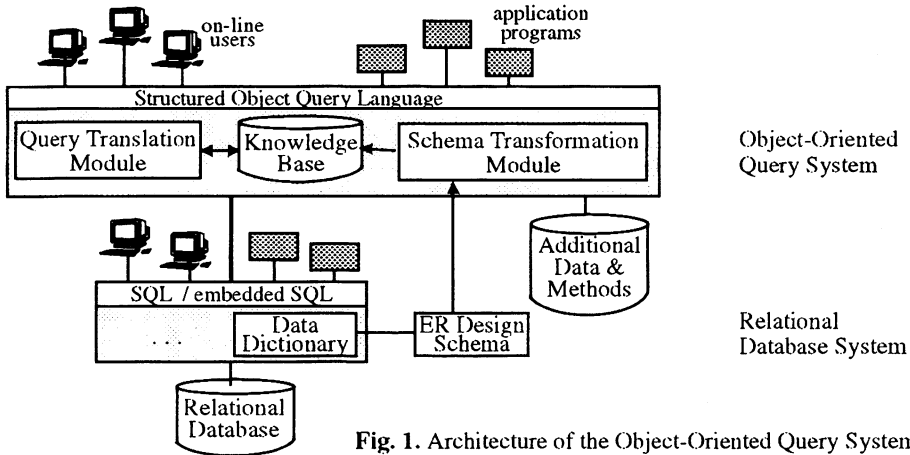 on-line
users
application
programs
Structured Object Query Language
Query Translation
Module
Knowledge
Base
Schema Transformation
Module
Object-Oriented
Query System
Additional
Data &
Methods
SQL / embedded SQL
. . .
Data
Dictionary
ER Design
Schema
Relational
Database System
Relational
Database
Fig. 1. Architecture of the Object-Oriented Query System